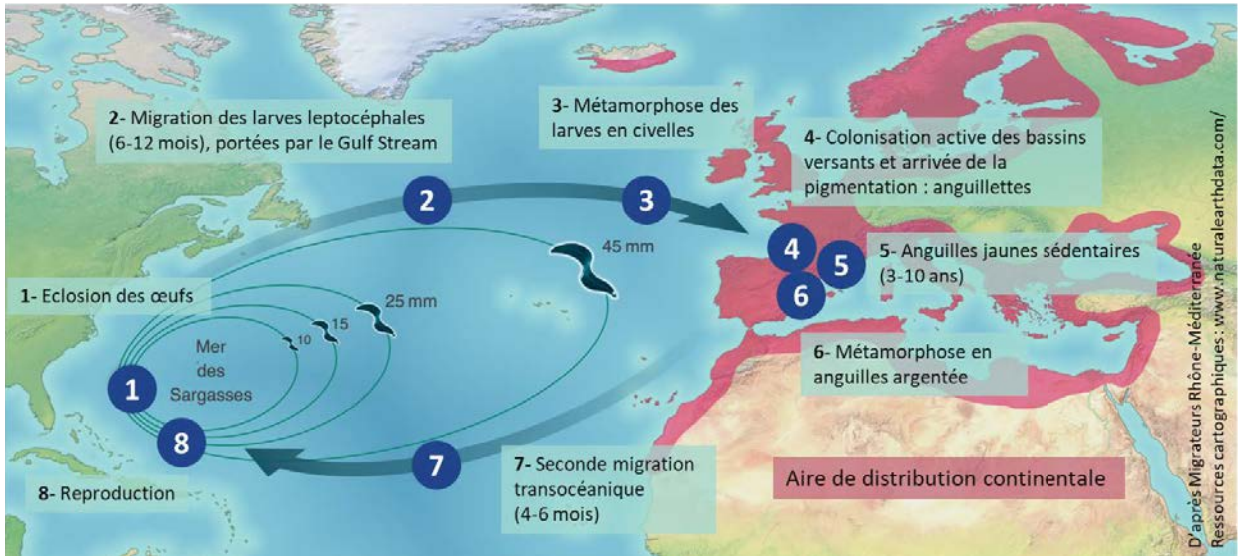 2- Migration des larves leptocéphales
(6-12 mois), portées par le Gulf Stream
3- Métamorphose des
larves en civelles
4- Colonisation active des bassins
versants et arrivée de la
pigmentation : anguillettes
2
3
45 mm
4
5
6
5- Anguilles jaunes sédentaires
(3-10 ans)
1- Eclosion des œufs
25 mm
15
10
Mer
des
Sargasses
1
8
7
6- Métamorphose en
anguilles argentée
7- Seconde migration
transocéanique
(4-6 mois)
8- Reproduction
Aire de distribution continentale
D'après Migrateurs Rhône-Méditerranée
Ressources cartographiques : www.naturalearthdata.com/